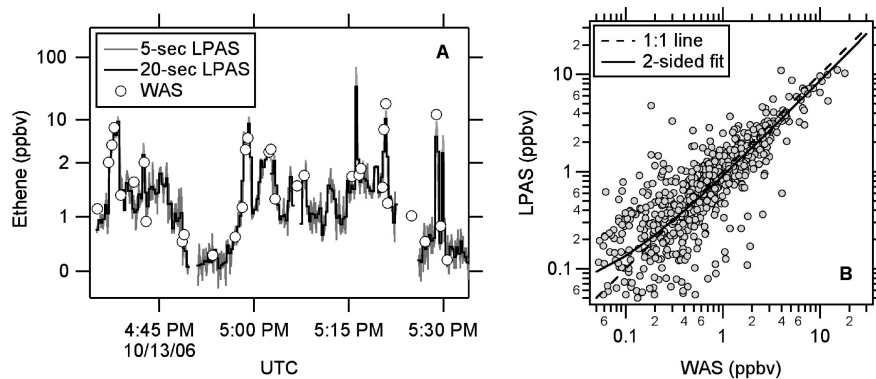 5-sec LPAS
20-sec LPAS
WAS
A
Ethene (ppbv)
100
10
2
1
0
4:45 PM
5:00 PM
5:15 PM
5:30 PM
10/13/06
UTC
1:1 line
2-sided fit
B
LPAS (ppbv)
2
10
6
4
2
1
6
4
2
0.1
6
6
0.1
2
4
6
1
2
4
6
10
2
WAS (ppbv)